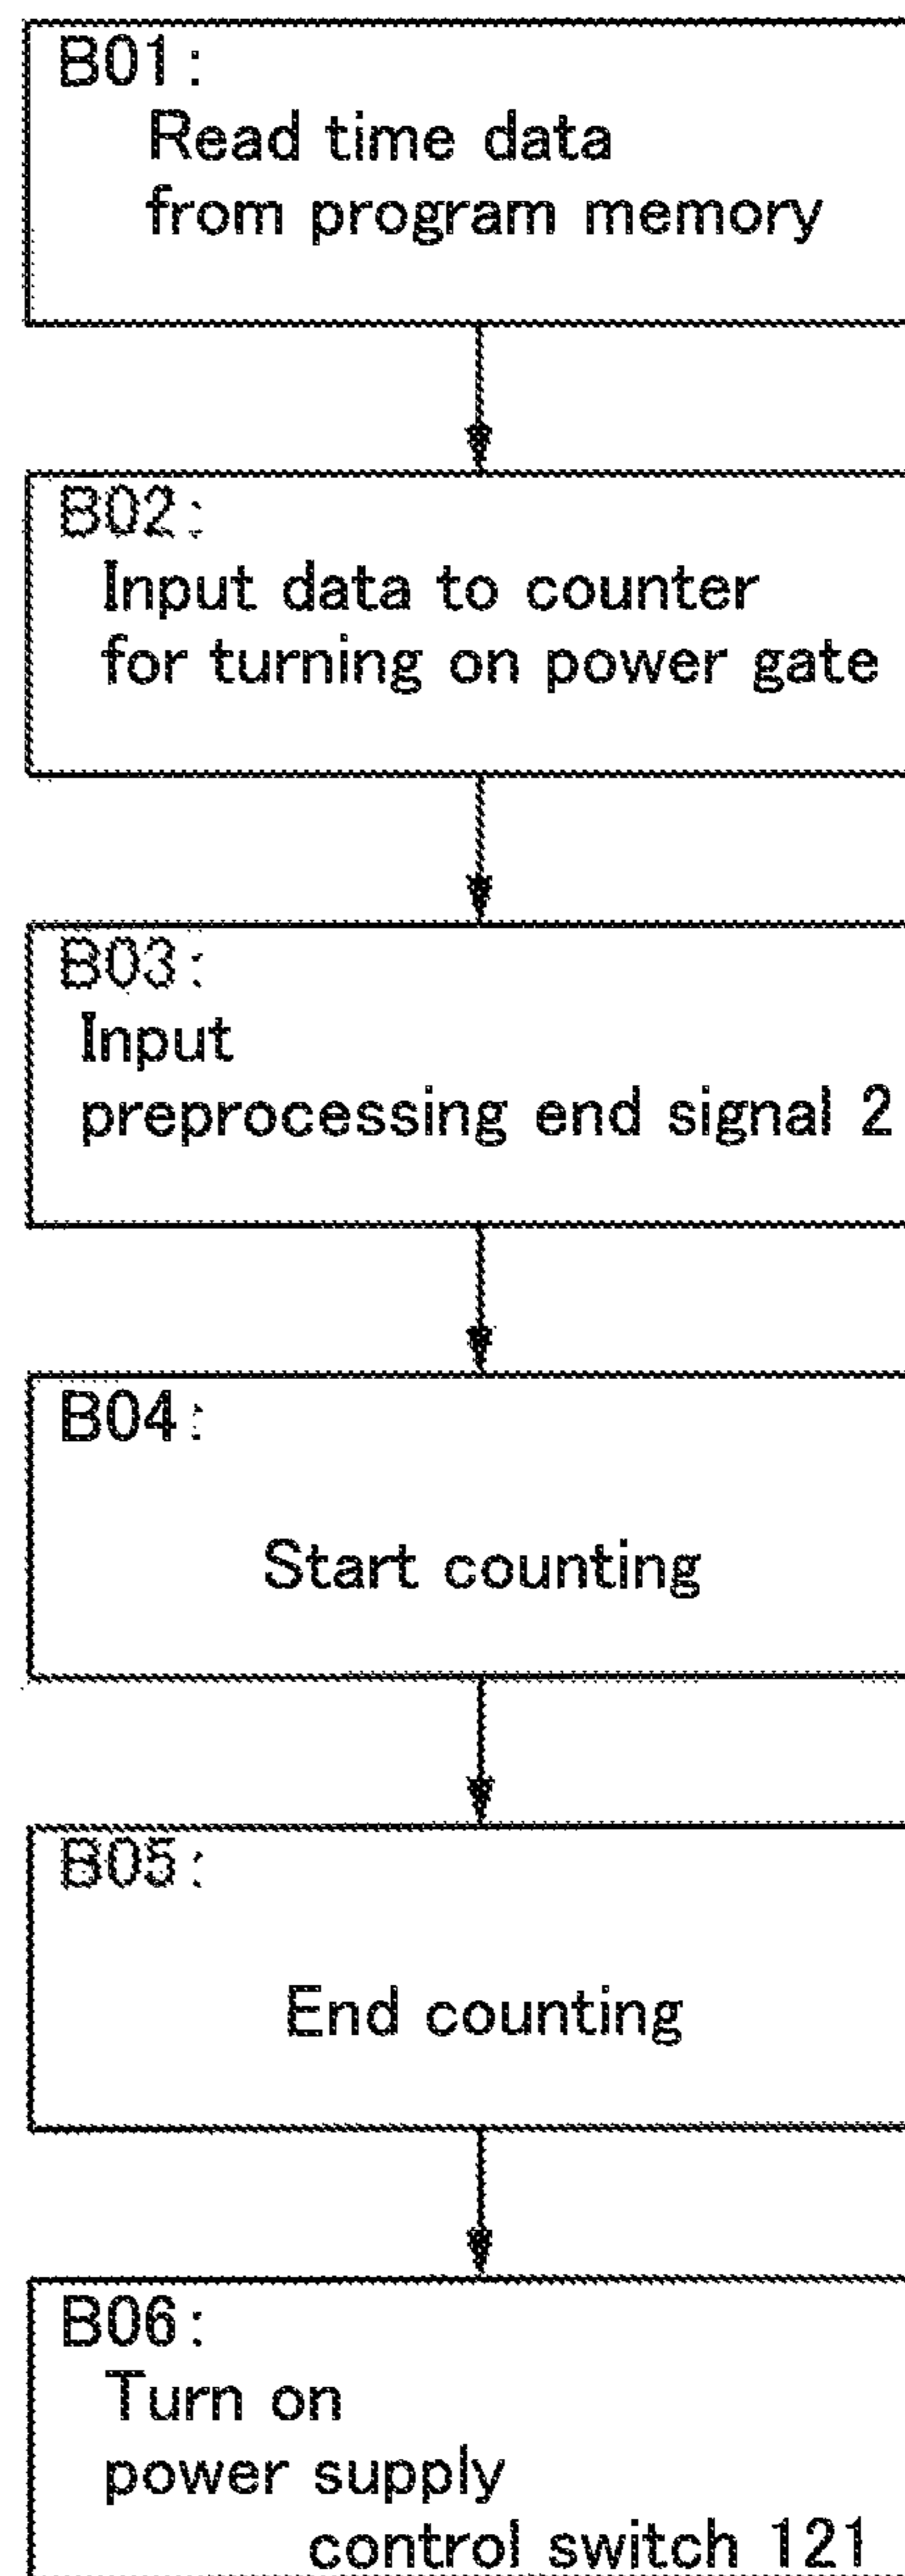 B01:
Read time data
from program memory
B02:
Input data to counter
for turning on power gate
B03:
Input
preprocessing end signal 2
B04:
Start counting
B05:
End counting
B06:
Turn on
power supply
control switch 121